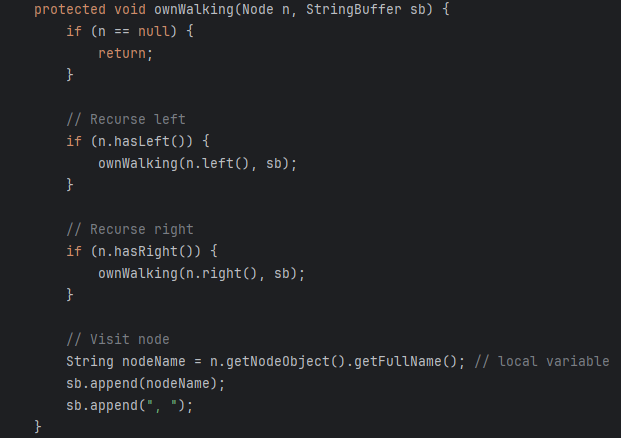 protected void ownWalking(Node n, StringBuffer sb) {
    if (n == null) {
        return;
    }

    // Recurse left
    if (n.hasLeft()) {
        ownWalking(n.left(), sb);
    }

    // Recurse right
    if (n.hasRight()) {
        ownWalking(n.right(), sb);
    }

    // Visit node
    String nodeName = n.getNodeObject().getFullName(); // local variable
    sb.append(nodeName);
    sb.append(", ");
}